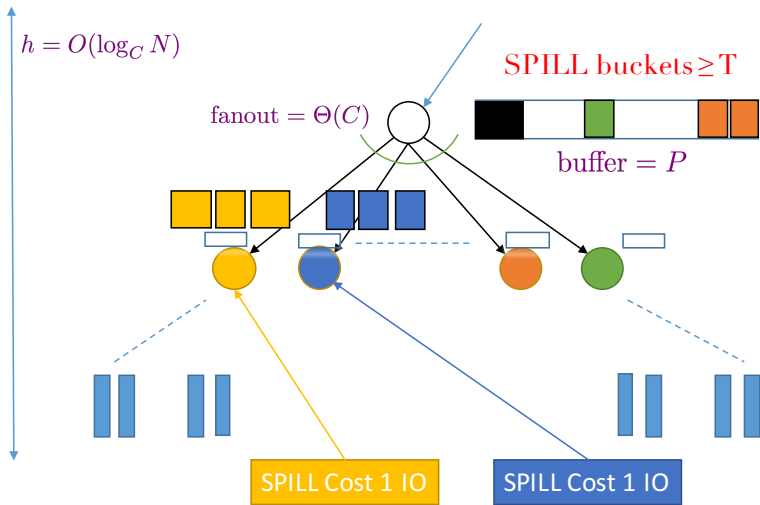 h = O(log_C N)
SPILL buckets ≥ T
fanout = Θ(C)
buffer = P
SPILL Cost 1 IO
SPILL Cost 1 IO